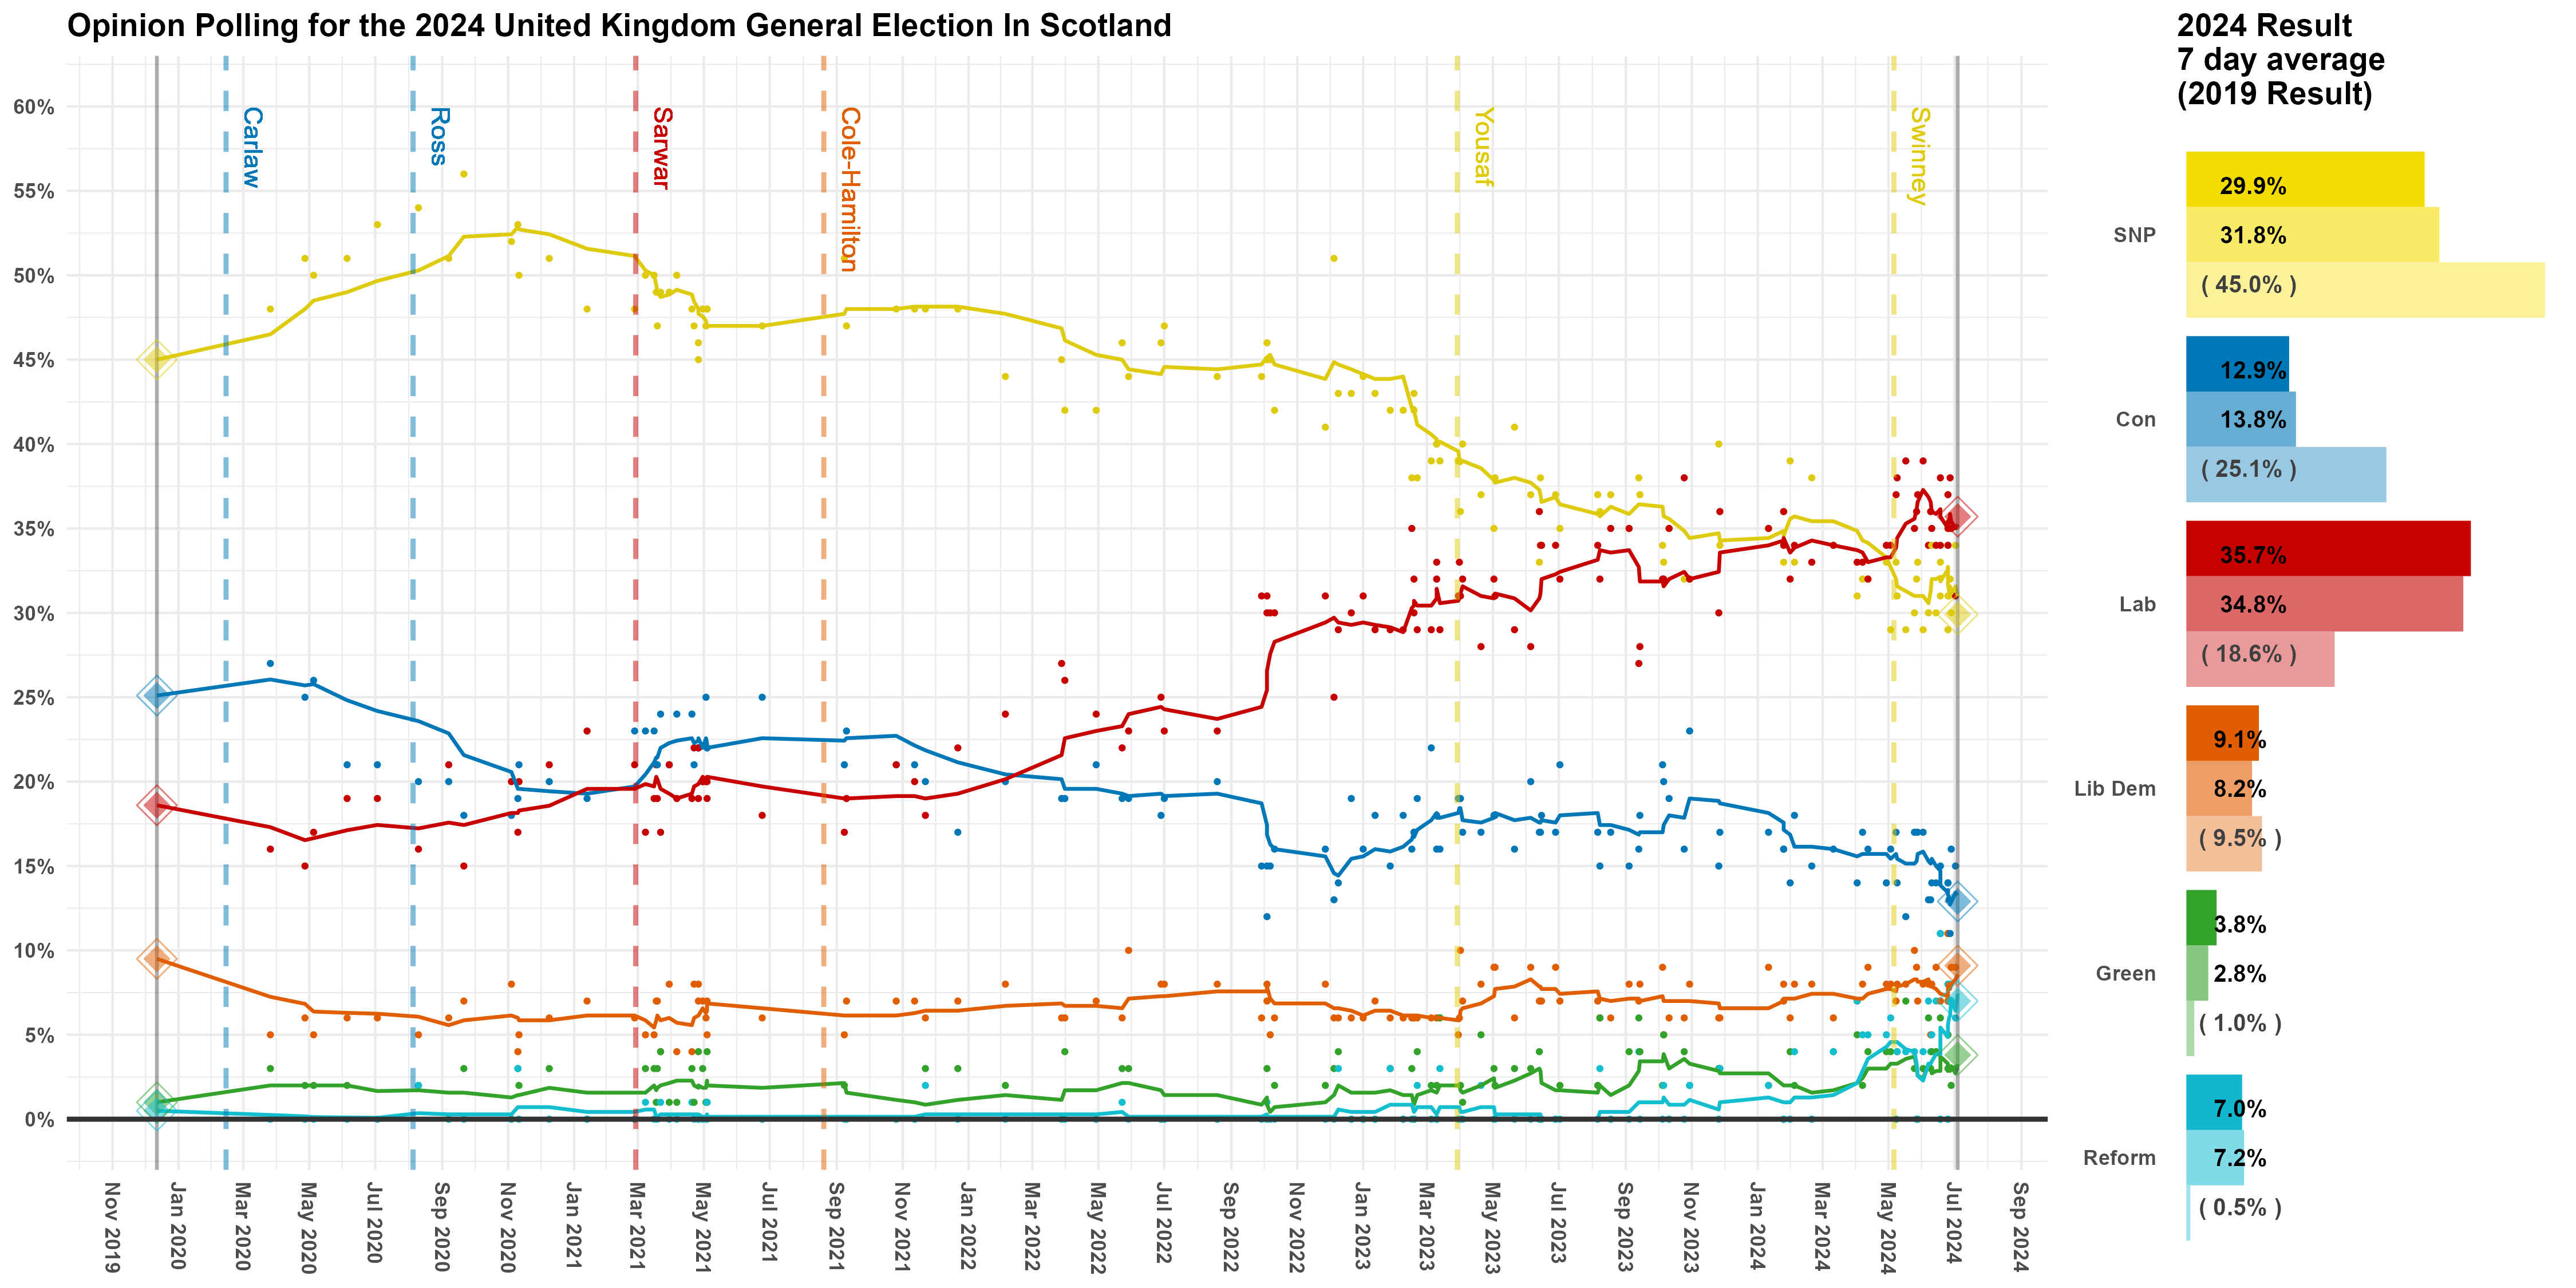 Opinion Polling for the 2024 United Kingdom General Election In Scotland
2024 Result
7 day average
(2019 Result)
60%
55%
50%
45%
40%
35%
30%
25%
20%
15%
10%
5%
0%
Carlaw
Ross
Sarwar
Cole-Hamilton
Yousaf
Swinney
Nov 2019
Jan 2020
Mar 2020
May 2020
Jul 2020
Sep 2020
Nov 2020
Jan 2021
Mar 2021
May 2021
Jul 2021
Sep 2021
Nov 2021
Jan 2022
Mar 2022
May 2022
Jul 2022
Sep 2022
Nov 2022
Jan 2023
Mar 2023
May 2023
Jul 2023
Sep 2023
Nov 2023
Jan 2024
Mar 2024
May 2024
Jul 2024
Sep 2024
SNP
29.9%
31.8%
( 45.0% )
Con
12.9%
13.8%
( 25.1% )
Lab
35.7%
34.8%
( 18.6% )
Lib Dem
9.1%
8.2%
( 9.5% )
Green
3.8%
2.8%
( 1.0% )
Reform
7.0%
7.2%
( 0.5% )